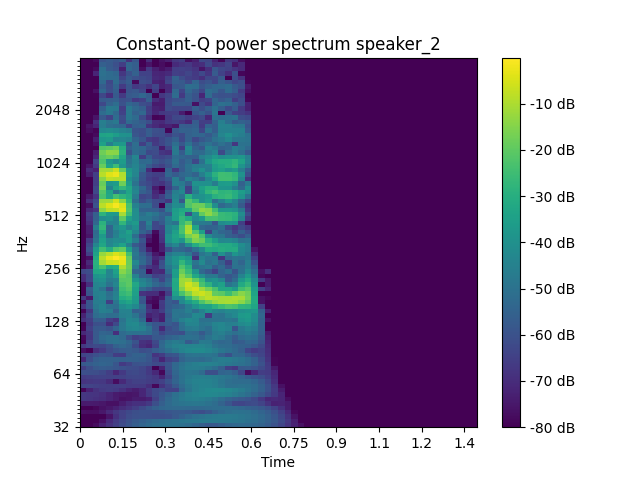 Constant-Q power spectrum speaker_2
2048
1024
512
256
128
64
32
Hz
0 0.15 0.3 0.45 0.6 0.75 0.9 1.1 1.2 1.4
Time
-10 dB
-20 dB
-30 dB
-40 dB
-50 dB
-60 dB
-70 dB
-80 dB